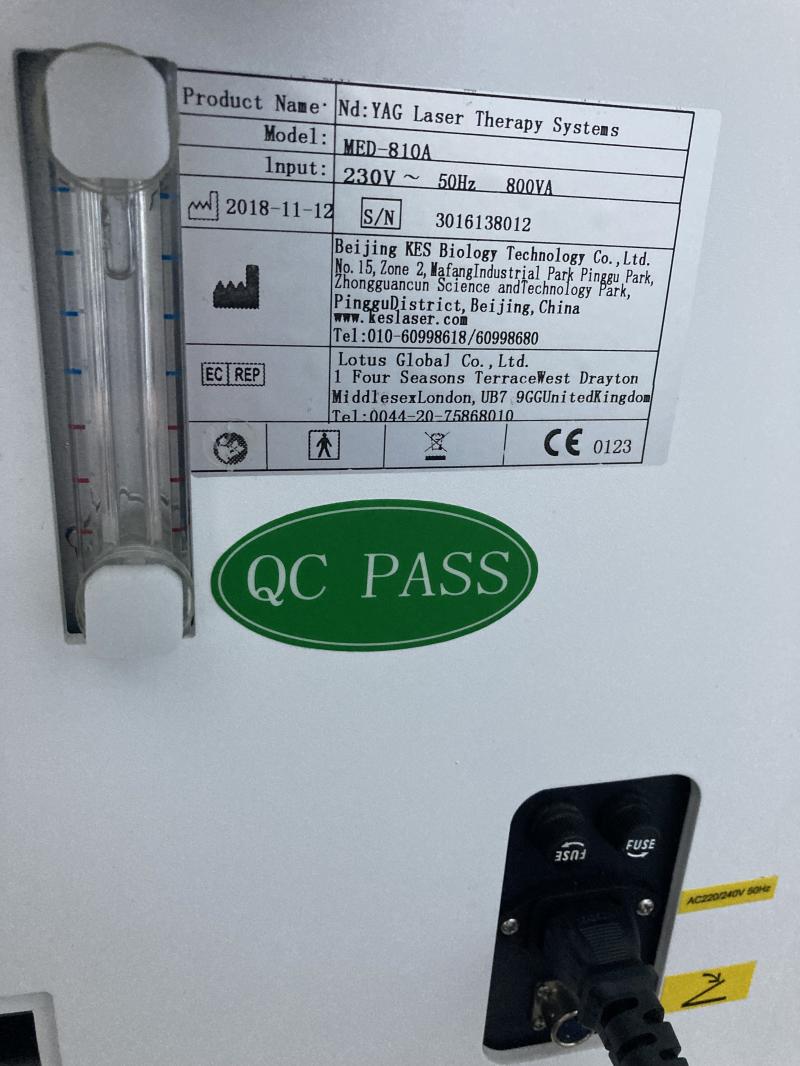 Product Name: Nd:YAG Laser Therapy Systems
Model: MED-810A
Input: 230V ~ 50Hz 800VA
2018-11-12 S/N 3016138012
Beijing KES Biology Technology Co.,Ltd.
No.15, Zone 2, MafangIndustrial Park Pinggu Park,
Zhongguancun Science andTechnology Park,
PingguDistrict, Beijing, China
www.keslaser.com
Tel:010-60998618/60998680
EC REP
Lotus Global Co., Ltd.
1 Four Seasons TerraceWest Drayton
MiddlesexLondon, UB7 9GGUnitedKingdom
Tel:0044-20-75868010
CE 0123
QC PASS
FUSE
FUSE
AC220/240V 50Hz